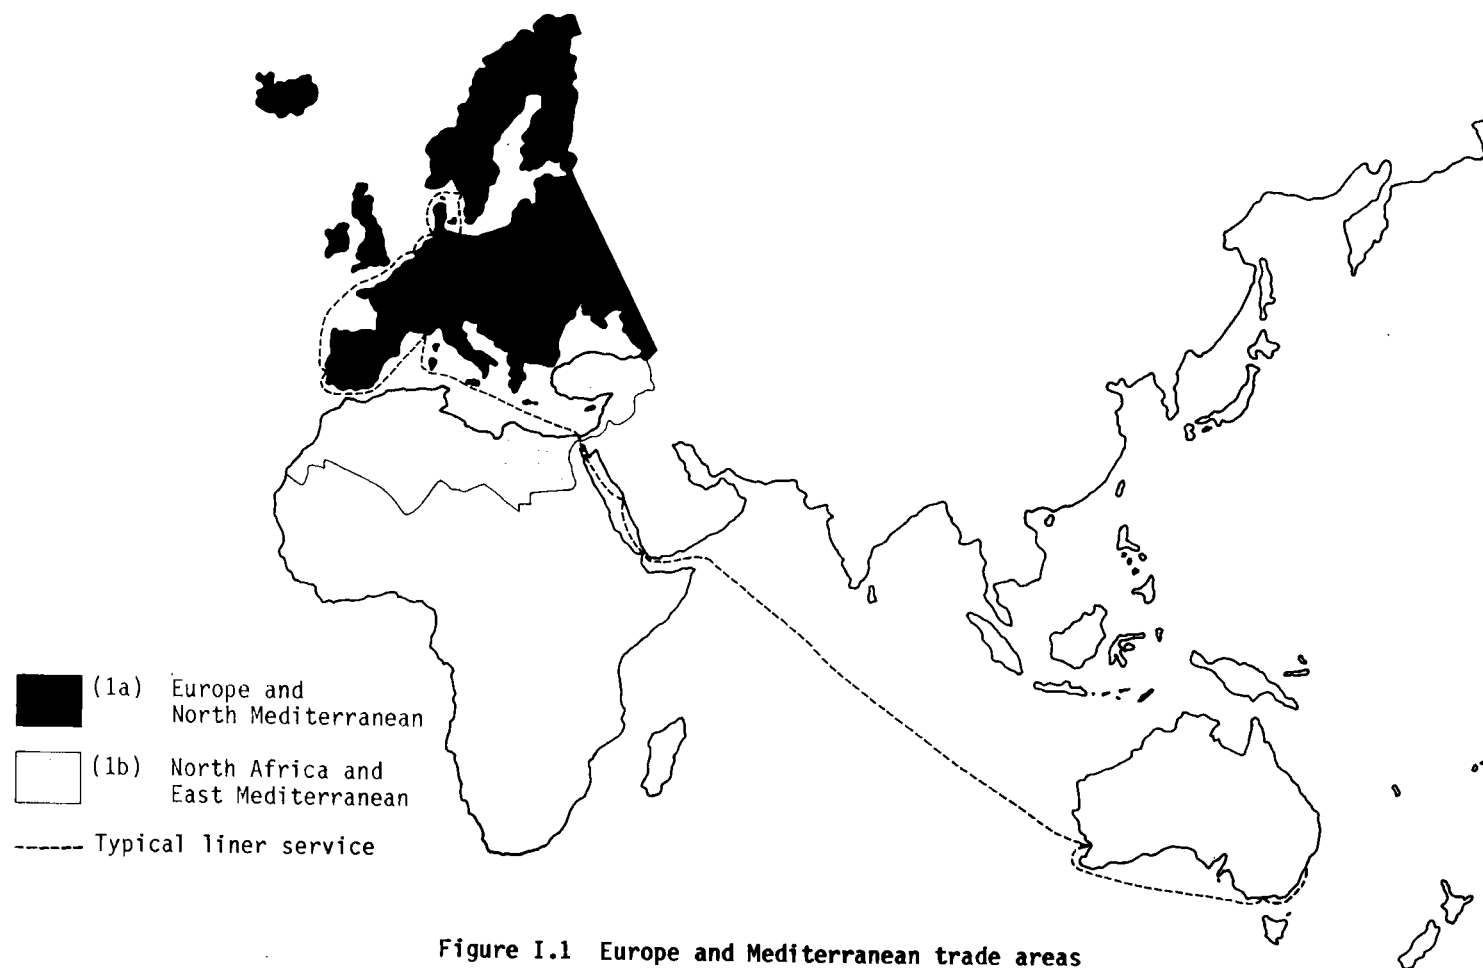 (1a) Europe and
North Mediterranean
(1b) North Africa and
East Mediterranean
Typical liner service
Figure I.1 Europe and Mediterranean trade areas